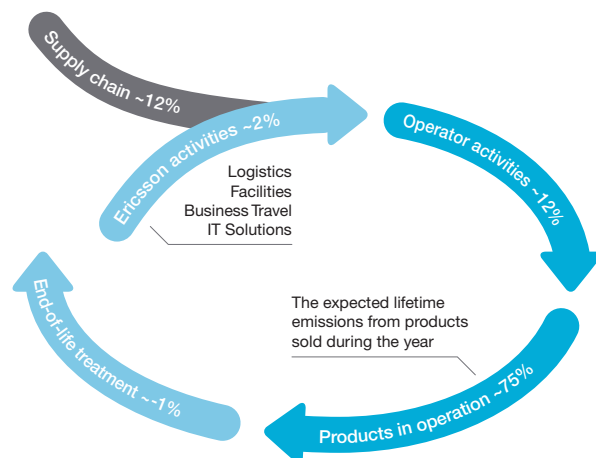 Supply chain ~12%
Ericsson activities ~2%
Logistics
Facilities
Business Travel
IT Solutions
Operator activities ~12%
The expected lifetime
emissions from products
sold during the year
Products in operation ~75%
End-of-life treatment ~-1%